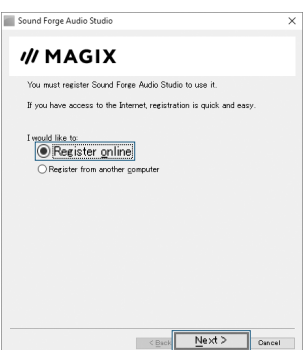 Sound Forge Audio Studio
MAGIX
You must register Sound Forge Audio Studio to use it.
If you have access to the Internet, registration is quick and easy.
I would like to:
Register online
Register from another computer
< Back
Next >
Cancel